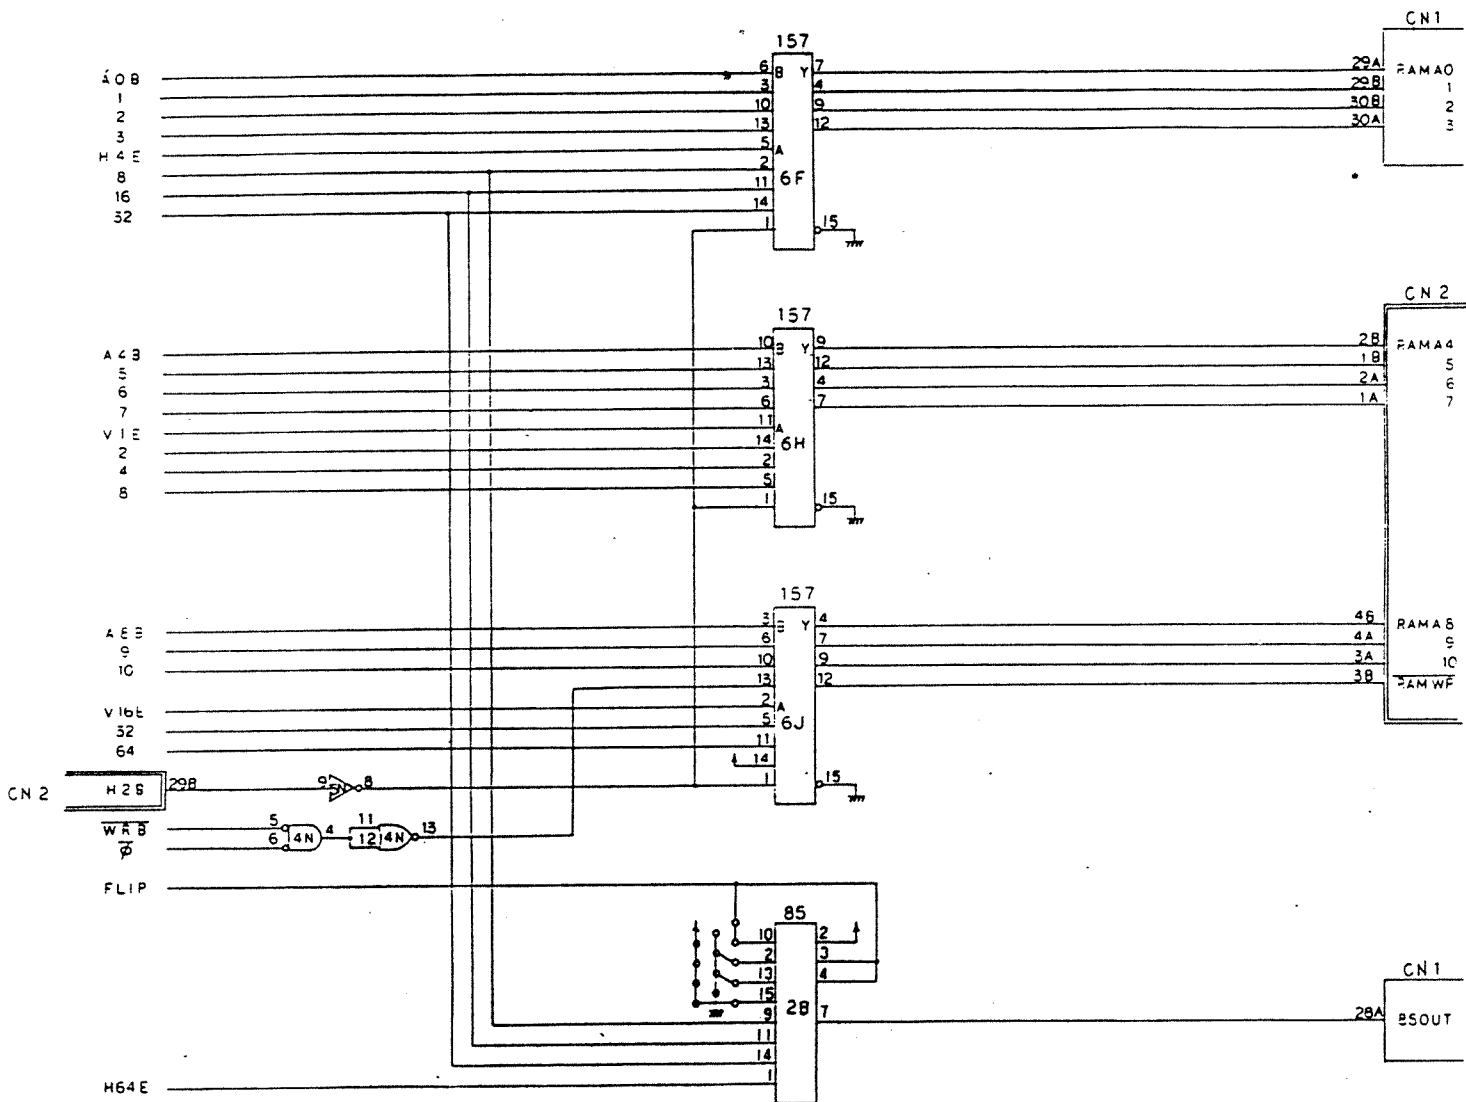 CN1
157
A0B 6 B Y 7 29A RAMA0
1 3 4 29B 1
2 10 9 30B 2
3 13 12 30A 3
H4E 5 A
8 2
6F
16 11
32 14
1 15
CN2
157
A4B 10 B Y 9 2B RAMA4
5 13 12 1B 5
6 3 4 2A 6
7 6 7 1A 7
V1E 11 A
2 14 6H
4 2
8 5
1 15
157
A8B 3 B Y 4 4B RAMA8
9 6 7 4A 9
10 10 9 3A 10
13 12 3B
V16E 2 A
32 5 6J
64 11
14
CN2 H2B 29B 9 5N 8 1 15
WRB 5 4 11 13
6 4N 12 4N
φ
FLIP
85
10 2
2 3
13 4
15 2B
9 7 28A BSOUT
CN1
11
14
H64E 1